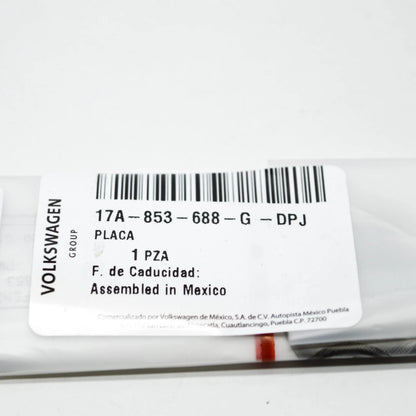 VOLKSWAGEN
GROUP
17A-853-688-G -DPJ
PLACA
1 PZA
F. de Caducidad:
Assembled in Mexico
Comercializado por Volkswagen de México, S.A. de C.V. Autopista México Puebla
Cuautlancingo, Puebla C.P. 72700